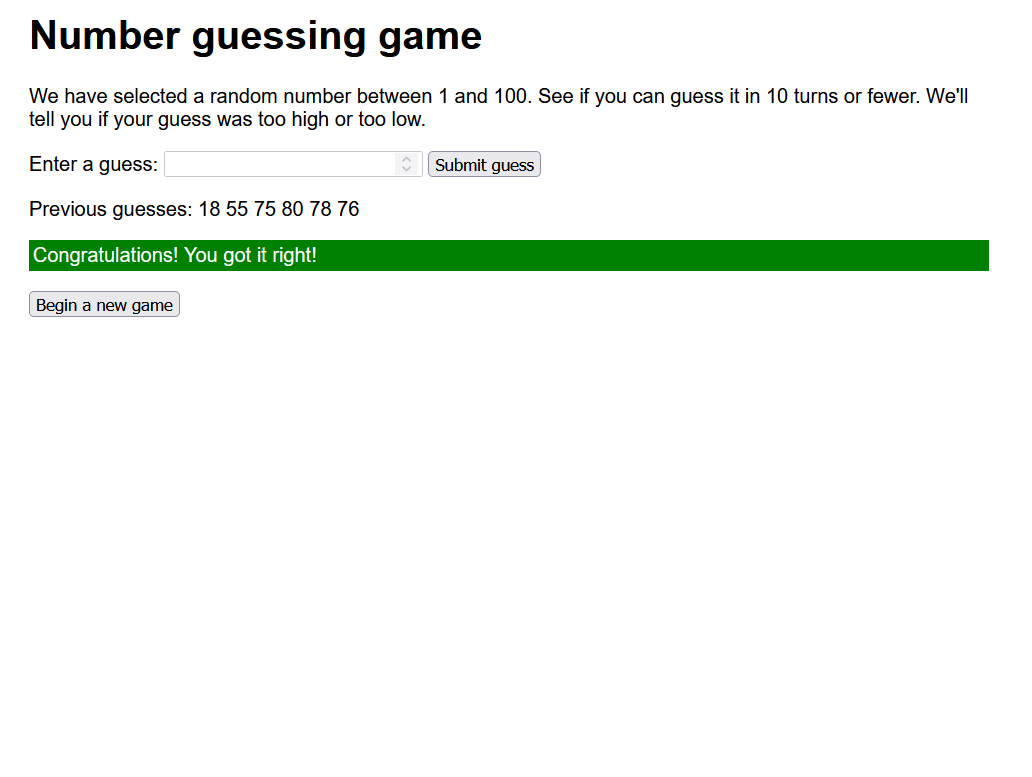 Number guessing game
We have selected a random number between 1 and 100. See if you can guess it in 10 turns or fewer. We'll
tell you if your guess was too high or too low.
Enter a guess: Submit guess
Previous guesses: 18 55 75 80 78 76
Congratulations! You got it right!
Begin a new game